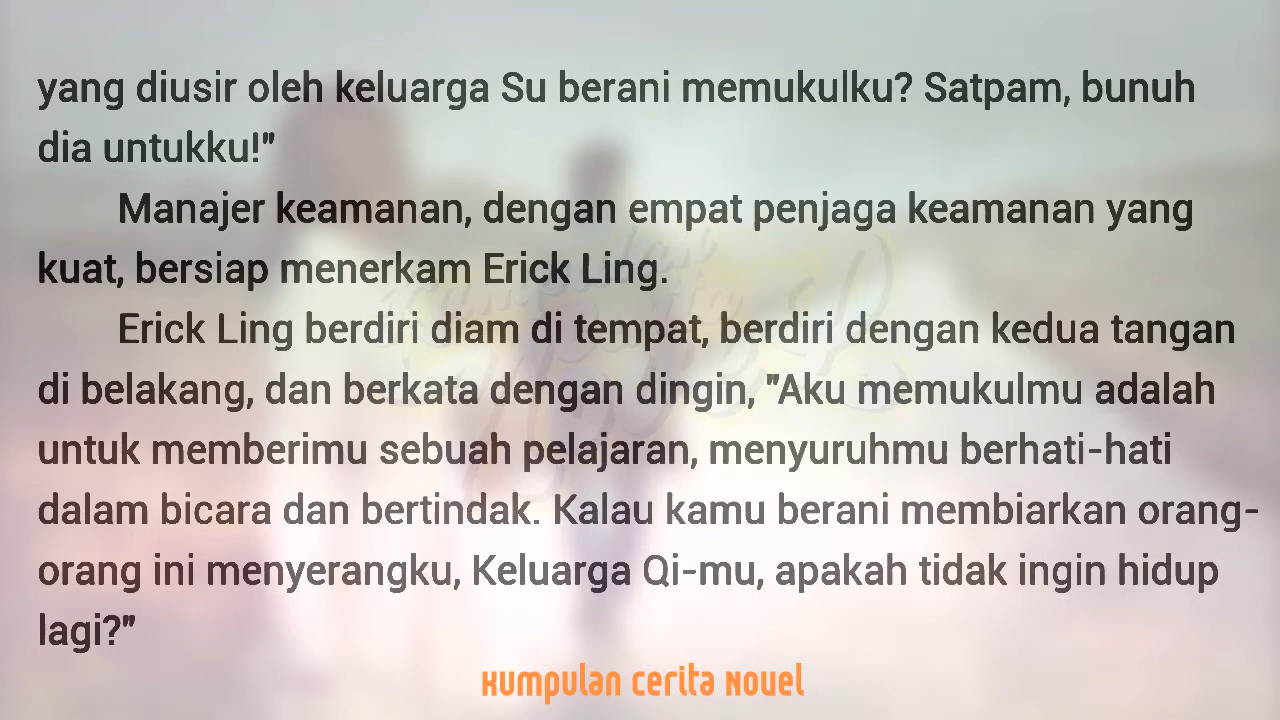 yang diusir oleh keluarga Su berani memukulku? Satpam, bunuh
dia untukku!"
Manajer keamanan, dengan empat penjaga keamanan yang
kuat, bersiap menerkam Erick Ling.
Erick Ling berdiri diam di tempat, berdiri dengan kedua tangan
di belakang, dan berkata dengan dingin, "Aku memukulmu adalah
untuk memberimu sebuah pelajaran, menyuruhmu berhati-hati
dalam bicara dan bertindak. Kalau kamu berani membiarkan orang-
orang ini menyerangku, Keluarga Qi-mu, apakah tidak ingin hidup
lagi?"
Kumpulan Cerita Novel